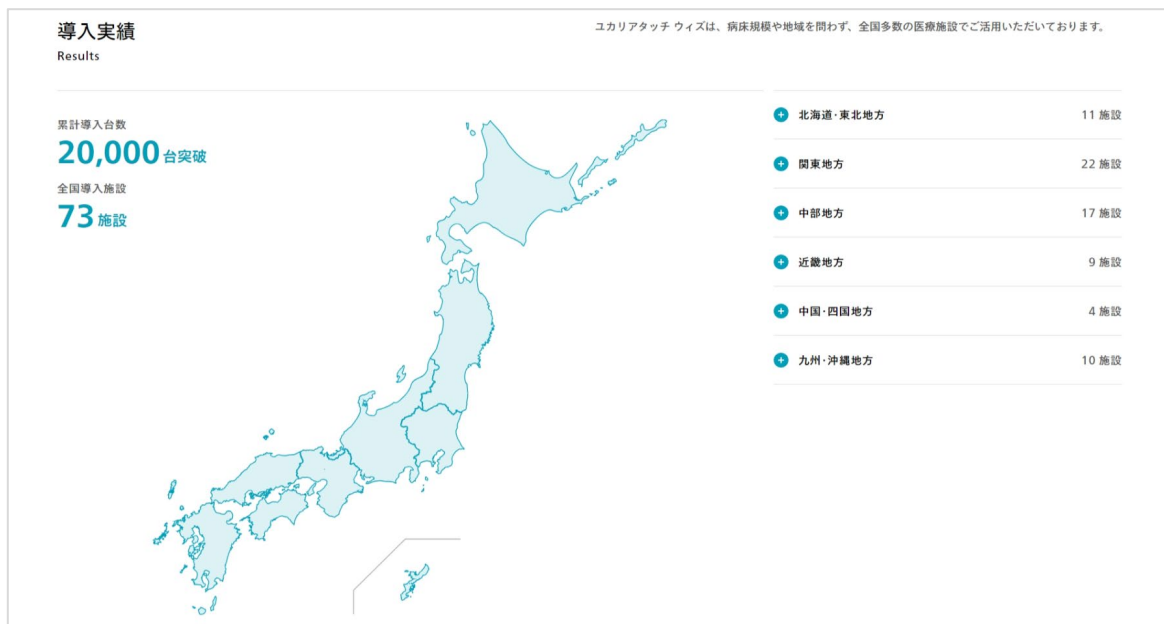 導入実績
Results
ユカリアタッチ ウィズは、病床規模や地域を問わず、全国多数の医療施設でご活用いただいております。
累計導入台数
20,000台突破
全国導入施設
73施設
北海道・東北地方 11 施設
関東地方 22 施設
中部地方 17 施設
近畿地方 9 施設
中国・四国地方 4 施設
九州・沖縄地方 10 施設